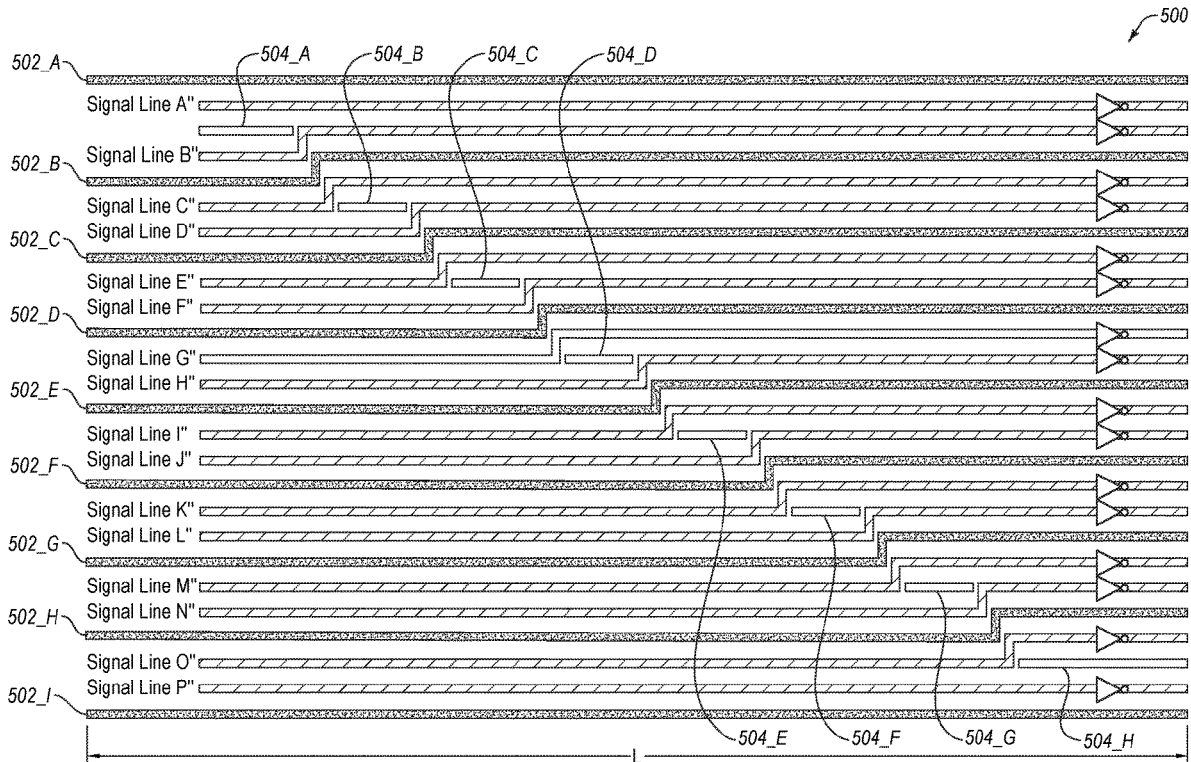 500
502_A
504_A
504_B
504_C
504_D
Signal Line A"
Signal Line B"
502_B
Signal Line C"
Signal Line D"
502_C
Signal Line E"
Signal Line F"
502_D
Signal Line G"
Signal Line H"
502_E
Signal Line I"
Signal Line J"
502_F
Signal Line K"
Signal Line L"
502_G
Signal Line M"
Signal Line N"
502_H
Signal Line O"
Signal Line P"
502_I
504_E
504_F
504_G
504_H
L